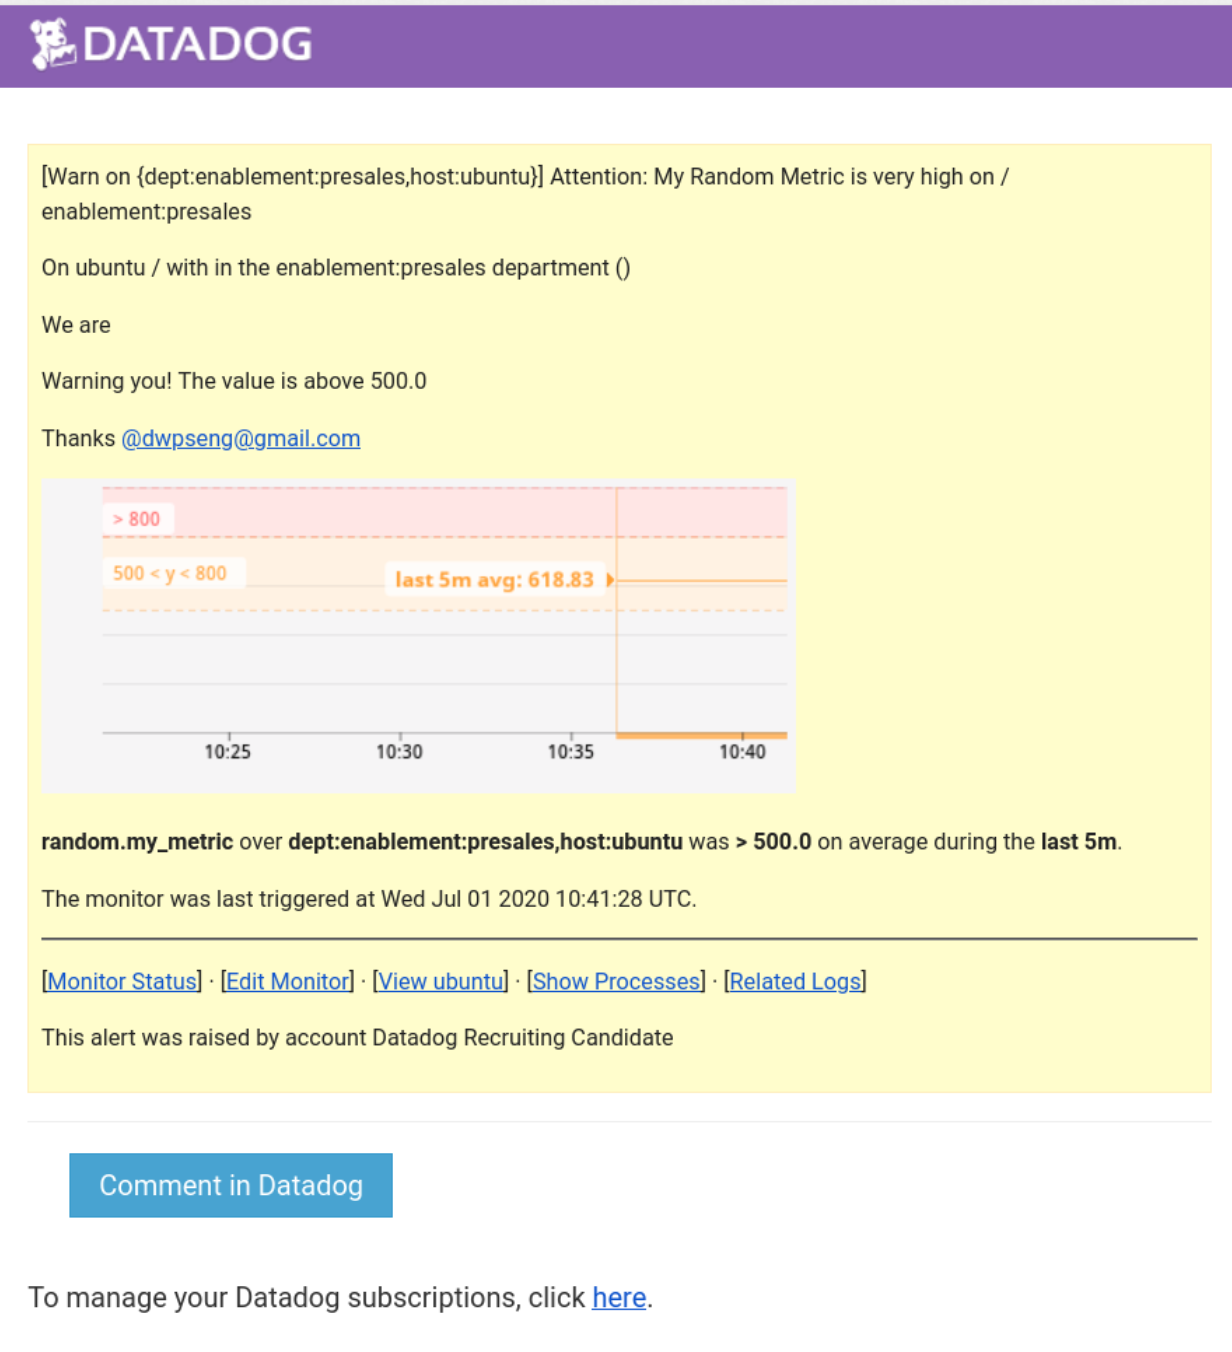 DATADOG
[Warn on {dept:enablement:presales,host:ubuntu}] Attention: My Random Metric is very high on /
enablement:presales
On ubuntu / with in the enablement:presales department ()
We are
Warning you! The value is above 500.0
Thanks @dwpseng@gmail.com
> 800
500 < y < 800
last 5m avg: 618.83
10:25 10:30 10:35 10:40
random.my_metric over dept:enablement:presales,host:ubuntu was > 500.0 on average during the last 5m.
The monitor was last triggered at Wed Jul 01 2020 10:41:28 UTC.
[Monitor Status] · [Edit Monitor] · [View ubuntu] · [Show Processes] · [Related Logs]
This alert was raised by account Datadog Recruiting Candidate
Comment in Datadog
To manage your Datadog subscriptions, click here.